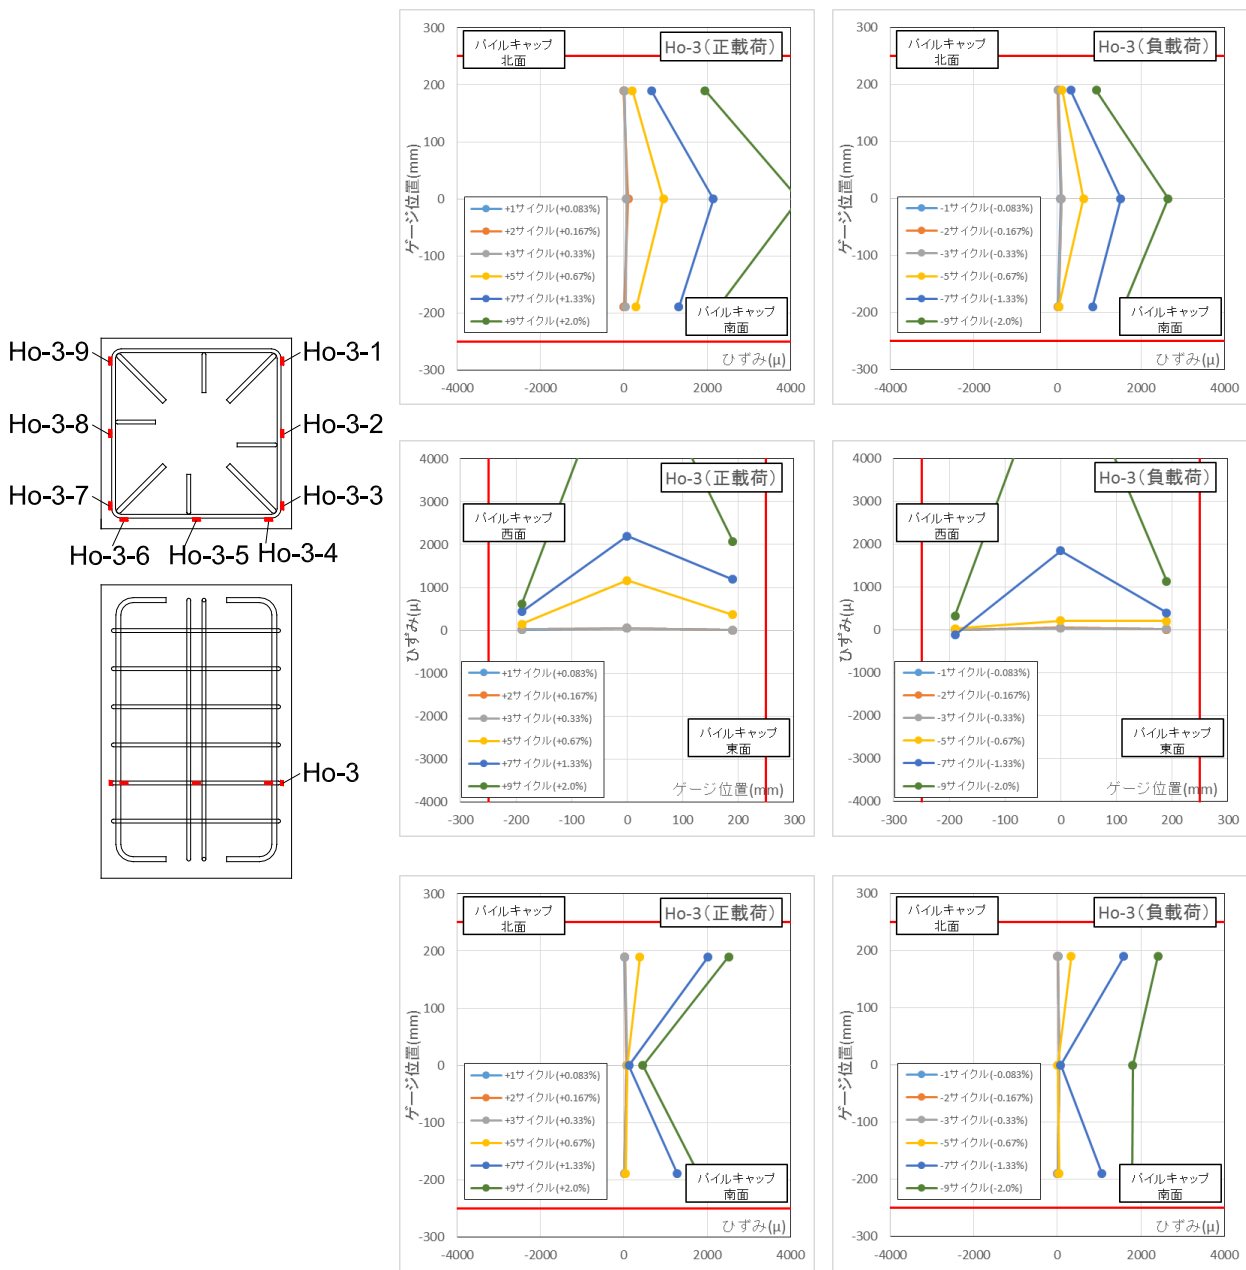 Ho-3-9
Ho-3-1
Ho-3-8
Ho-3-2
Ho-3-7
Ho-3-3
Ho-3-6
Ho-3-5
Ho-3-4
Ho-3
パイルキャップ
北面
Ho-3(正載荷)
300
200
100
0
-100
-200
-300
ゲージ位置(mm)
+1サイクル(+0.083%)
+2サイクル(+0.167%)
+3サイクル(+0.33%)
+5サイクル(+0.67%)
+7サイクル(+1.33%)
+9サイクル(+2.0%)
パイルキャップ
南面
ひずみ(μ)
-4000 -2000 0 2000 4000
パイルキャップ
北面
Ho-3(負載荷)
300
200
100
0
-100
-200
-300
ゲージ位置(mm)
-1サイクル(-0.083%)
-2サイクル(-0.167%)
-3サイクル(-0.33%)
-5サイクル(-0.67%)
-7サイクル(-1.33%)
-9サイクル(-2.0%)
パイルキャップ
南面
ひずみ(μ)
-4000 -2000 0 2000 4000
Ho-3(正載荷)
パイルキャップ
西面
4000
3000
2000
1000
0
-1000
-2000
-3000
-4000
ひずみ(μ)
+1サイクル(+0.083%)
+2サイクル(+0.167%)
+3サイクル(+0.33%)
+5サイクル(+0.67%)
+7サイクル(+1.33%)
+9サイクル(+2.0%)
パイルキャップ
東面
ゲージ位置(mm)
-300 -200 -100 0 100 200 300
Ho-3(負載荷)
パイルキャップ
西面
4000
3000
2000
1000
0
-1000
-2000
-3000
-4000
ひずみ(μ)
-1サイクル(-0.083%)
-2サイクル(-0.167%)
-3サイクル(-0.33%)
-5サイクル(-0.67%)
-7サイクル(-1.33%)
-9サイクル(-2.0%)
パイルキャップ
東面
ゲージ位置(mm)
-300 -200 -100 0 100 200 300
パイルキャップ
北面
Ho-3(正載荷)
300
200
100
0
-100
-200
-300
ゲージ位置(mm)
+1サイクル(+0.083%)
+2サイクル(+0.167%)
+3サイクル(+0.33%)
+5サイクル(+0.67%)
+7サイクル(+1.33%)
+9サイクル(+2.0%)
パイルキャップ
南面
ひずみ(μ)
-4000 -2000 0 2000 4000
パイルキャップ
北面
Ho-3(負載荷)
300
200
100
0
-100
-200
-300
ゲージ位置(mm)
-1サイクル(-0.083%)
-2サイクル(-0.167%)
-3サイクル(-0.33%)
-5サイクル(-0.67%)
-7サイクル(-1.33%)
-9サイクル(-2.0%)
パイルキャップ
南面
ひずみ(μ)
-4000 -2000 0 2000 4000